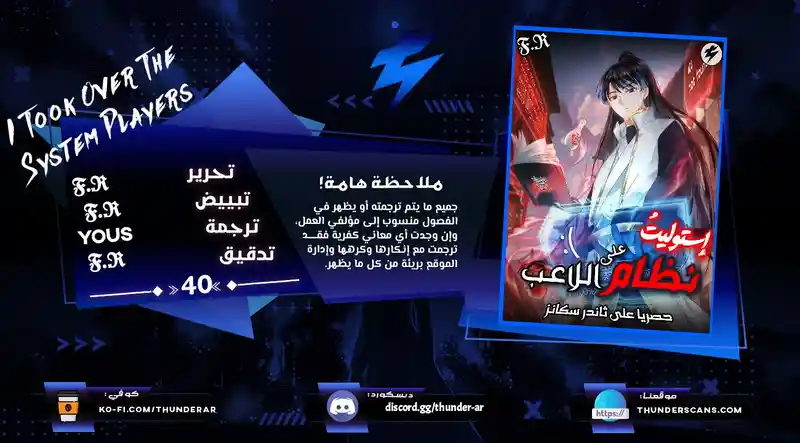 I TOOK OVER THE
SYSTEM PLAYERS
تحرير F.R
تبييض F.R
ترجمة YOUS
تدقيق F.R
«40»
ملاحظة هامة!
جميع ما يتم ترجمته أو يظهر في
الفصول منسوب إلى مؤلفي العمل،
وإن وجدت أي معاني كفرية فقد
ترجمت مع إنكارها وكرهها وإدارة
الموقع بريئة من كل ما يظهر.
F.R
إستوليتُ
على
نظام اللاعب
حصريا على ثاندر سكانز
كوفي:
KO-FI.COM/THUNDERAR
ديسكورد:
discord.gg/thunder-ar
موقعنا:
https://
THUNDERSCANS.COM